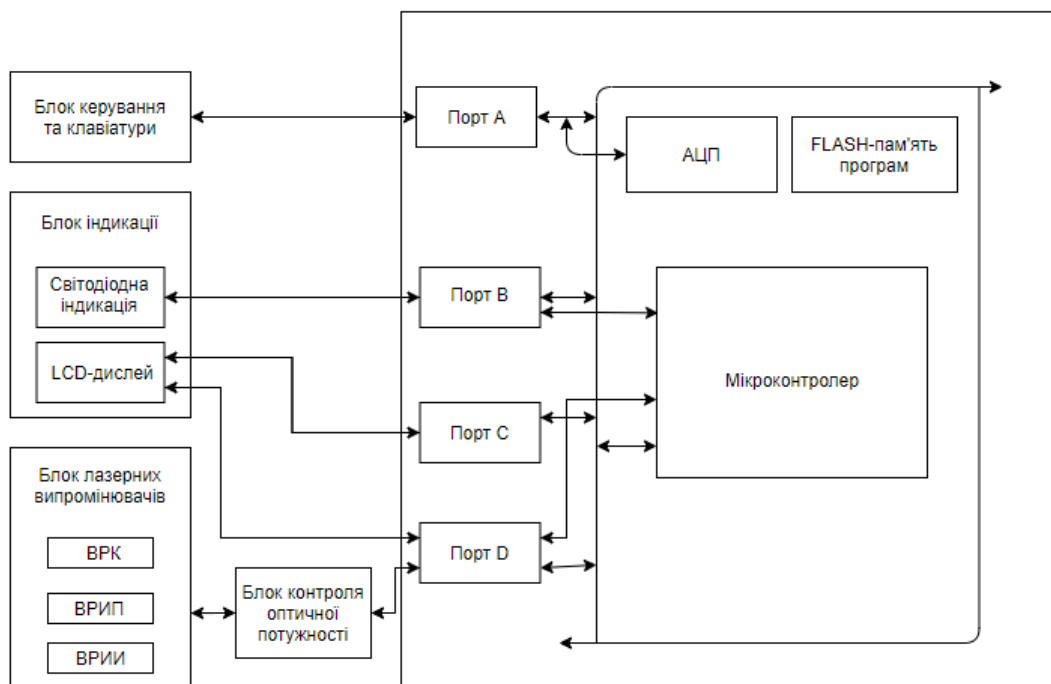 Блок керування
та клавіатури
Порт А
АЦП
FLASH-пам'ять
програм
Блок індикації
Світодіодна
індикація
LCD-дислей
Порт В
Мікроконтролер
Порт С
Блок лазерних
випромінювачів
ВРК
ВРИП
ВРИИ
Блок контроля
оптичної
потужності
Порт D